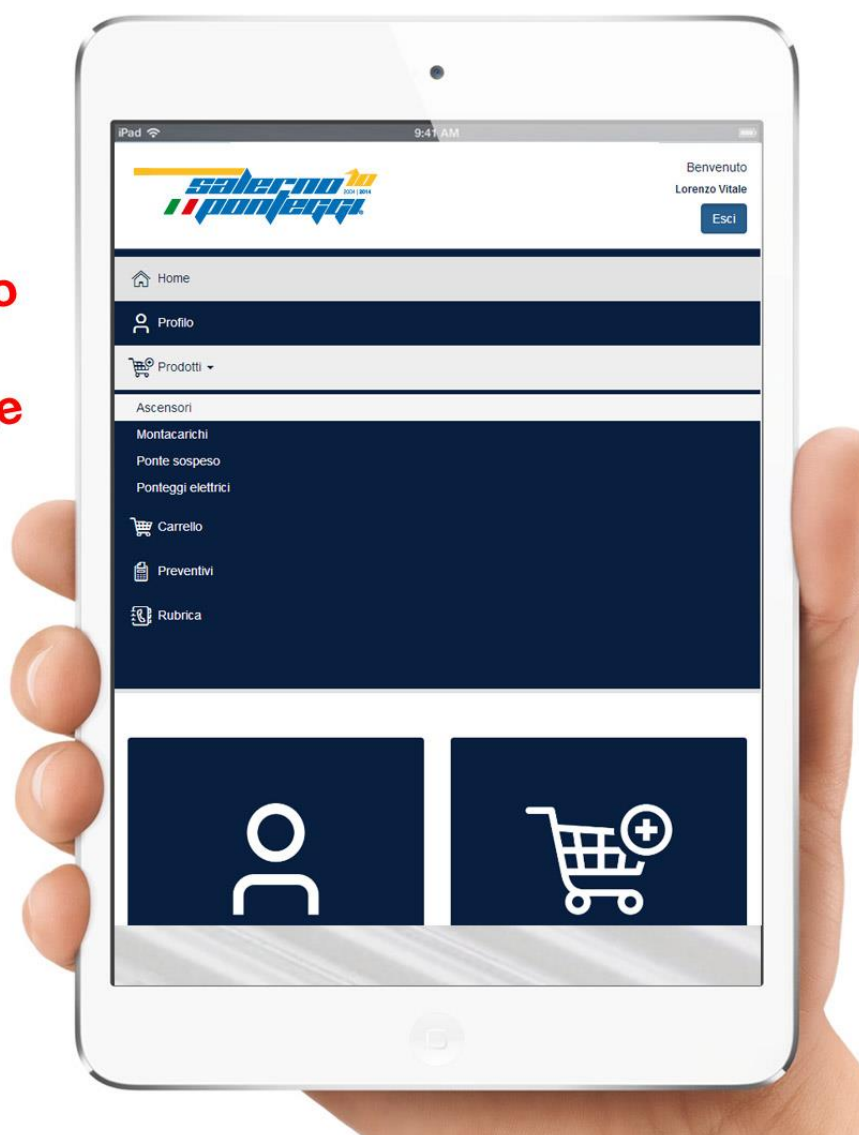 iPad 9:41 AM
salerno 10
2004 | 2014
ponteggi
Benvenuto
Lorenzo Vitale
Esci
o
e
Home
Profilo
Prodotti
Ascensori
Montacarichi
Ponte sospeso
Ponteggi elettrici
Carrello
Preventivi
Rubrica